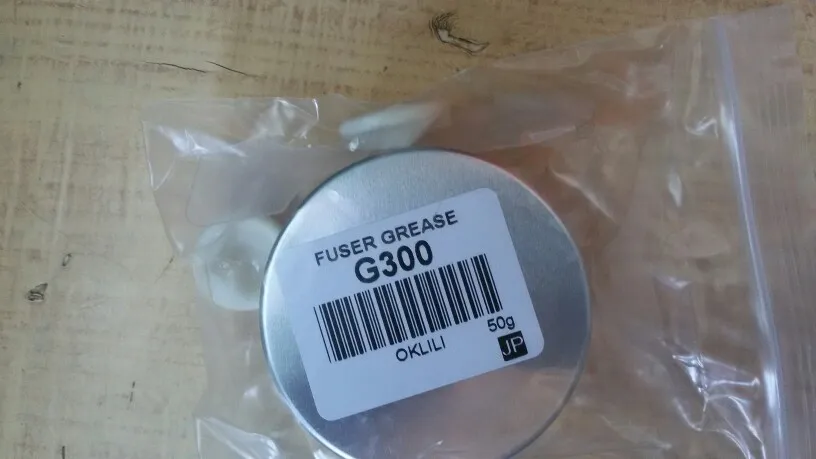 FUSER GREASE
G300
50g
OKLILI
JP